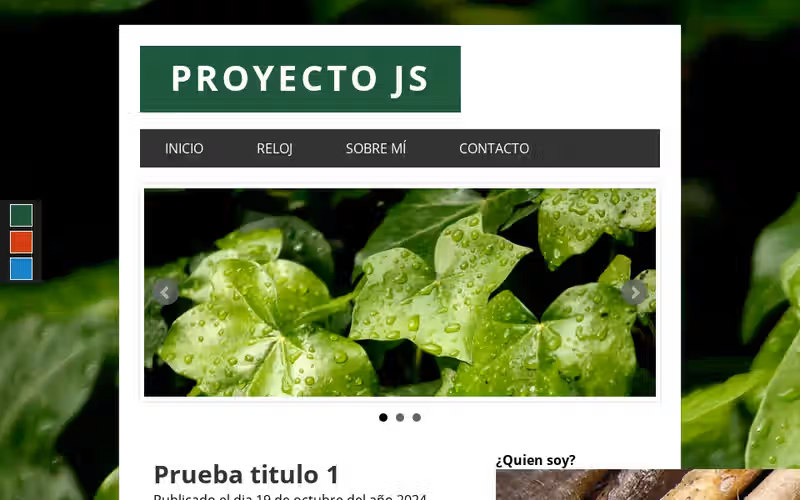 PROYECTO JS
INICIO RELOJ SOBRE MÍ CONTACTO
¿Quien soy?
Prueba titulo 1
Publicado el dia 19 de octubre del año 2024